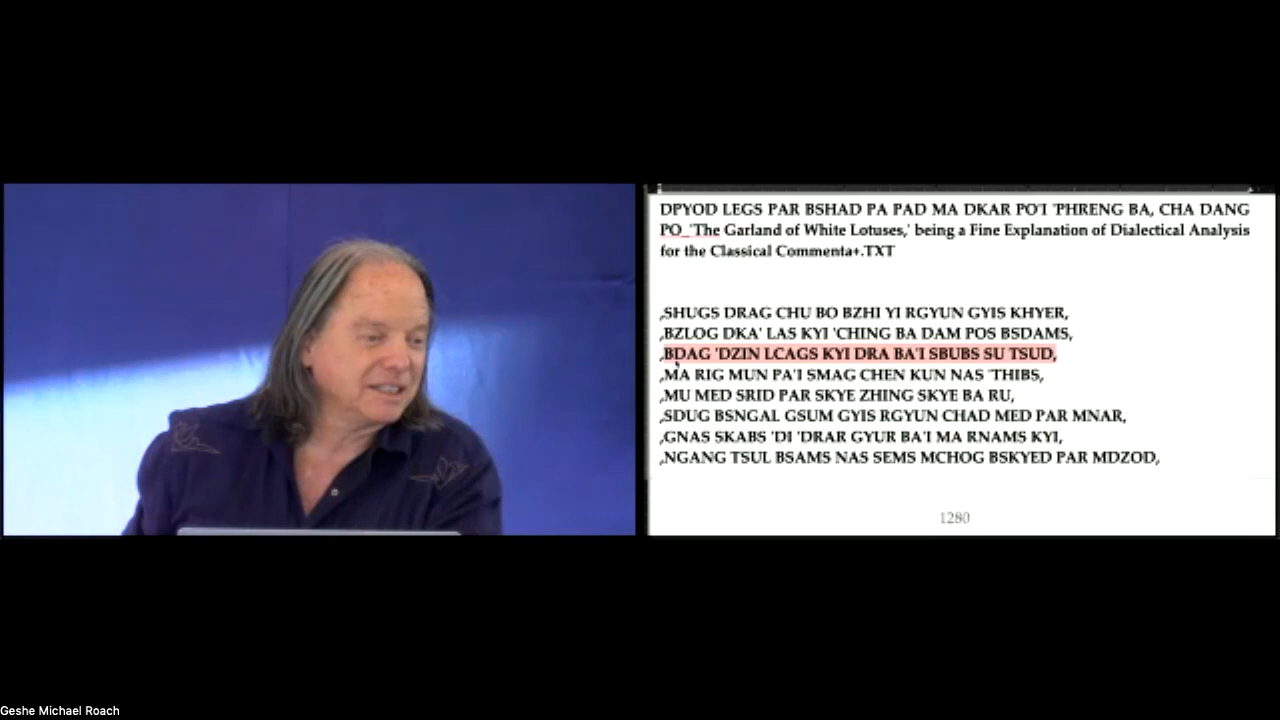 DPYOD LEGS PAR BSHAD PA PAD MA DKAR PO'I 'PHRENG BA, CHA DANG
PO_'The Garland of White Lotuses,' being a Fine Explanation of Dialectical Analysis
for the Classical Commenta+.TXT
,SHUGS DRAG CHU BO BZHI YI RGYUN GYIS KHYER,
,BZLOG DKA' LAS KYI 'CHING BA DAM POS BSDAMS,
,BDAG 'DZIN LCAGS KYI DRA BA'I SBUBS SU TSUD,
,MA RIG MUN PA'I SMAG CHEN KUN NAS 'THIBS,
,MU MED SRID PAR SKYE ZHING SKYE BA RU,
,SDUG BSNGAL GSUM GYIS RGYUN CHAD MED PAR MNAR,
,GNAS SKABS 'DI 'DRAR GYUR BA'I MA RNAMS KYI,
,NGANG TSUL BSAMS NAS SEMS MCHOG BSKYED PAR MDZOD,
1280
Geshe Michael Roach